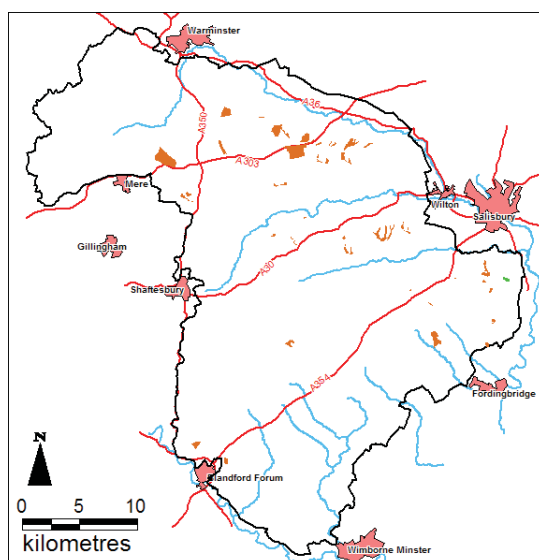 Warminster
A36
A350
A303
Mere
Wilton
Salisbury
Gillingham
A30
Shaftesbury
A354
Fordingbridge
N
Blandford Forum
0 5 10
kilometres
Wimborne Minster